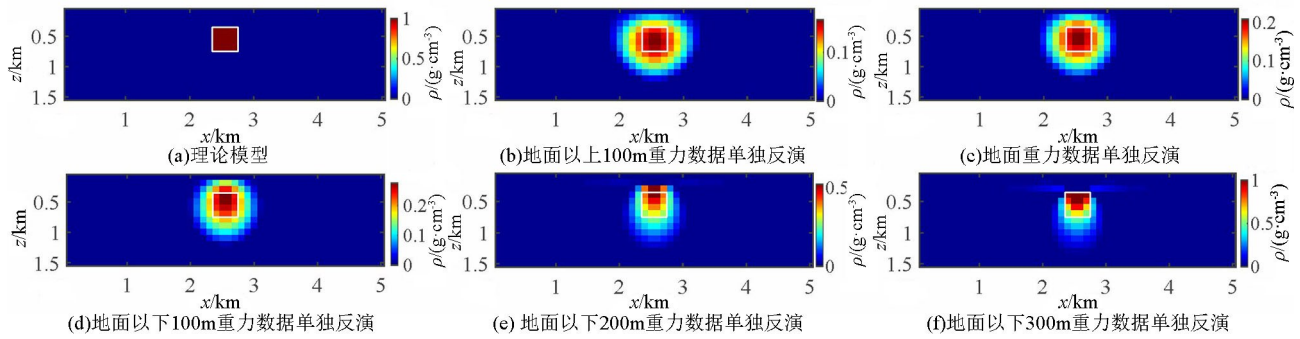 0.5
1
1.5
z/km
1 2 3 4 5
x/km
1
0.5
0
ρ/(g·cm⁻³)
(a)理论模型
0.5
1
1.5
z/km
1 2 3 4 5
x/km
0.1
0
ρ/(g·cm⁻³)
(b)地面以上100m重力数据单独反演
0.5
1
1.5
z/km
1 2 3 4 5
x/km
0.2
0.1
0
ρ/(g·cm⁻³)
(c)地面重力数据单独反演
0.5
1
1.5
z/km
1 2 3 4 5
x/km
0.2
0.1
0
ρ/(g·cm⁻³)
(d)地面以下100m重力数据单独反演
0.5
1
1.5
z/km
1 2 3 4 5
x/km
0.5
0
ρ/(g·cm⁻³)
(e) 地面以下200m重力数据单独反演
0.5
1
1.5
z/km
1 2 3 4 5
x/km
1
0.5
0
ρ/(g·cm⁻³)
(f)地面以下300m重力数据单独反演